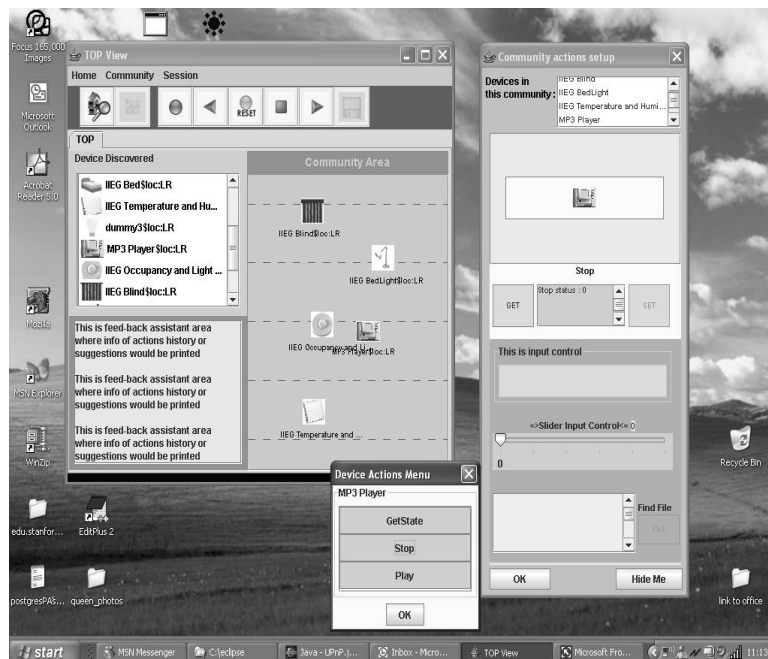 Focus 165,000
Images
Microsoft
Outlook
Acrobat
Reader 5.0
Mozilla
MSN Explorer
WinZip
edu.stanfor...
EditPlus 2
postgresPAs...
queen_photos
Recycle Bin
link to office
TOP View
Home Community Session
RESET
TOP
Device Discovered
IIEG Bed$loc:LR
IIEG Temperature and Hu...
dummy3$loc:LR
MP3 Player$loc:LR
IIEG Occupancy and Light ...
IIEG Blind$loc:LR
This is feed-back assistant area
where info of actions history or
suggestions would be printed
This is feed-back assistant area
where info of actions history or
suggestions would be printed
This is feed-back assistant area
where info of actions history or
suggestions would be printed
Community Area
IIEG Blind$loc:LR
IIEG BedLight$loc:LR
IIEG Occupancy and Li...
MP3 Player$loc:LR
IIEG Temperature and ...
Device Actions Menu
MP3 Player
GetState
Stop
Play
OK
Community actions setup
Devices in
this community:
IIEG Blind
IIEG BedLight
IIEG Temperature and Humi...
MP3 Player
Stop
GET
Stop status : 0
SET
This is input control
=>Slider Input Control<= 0
0
Find File
FILE
OK
Hide Me
start
MSN Messenger
C:\eclipse
Java - UPnP.j...
Inbox - Micro...
TOP View
Microsoft Fro...
11:13